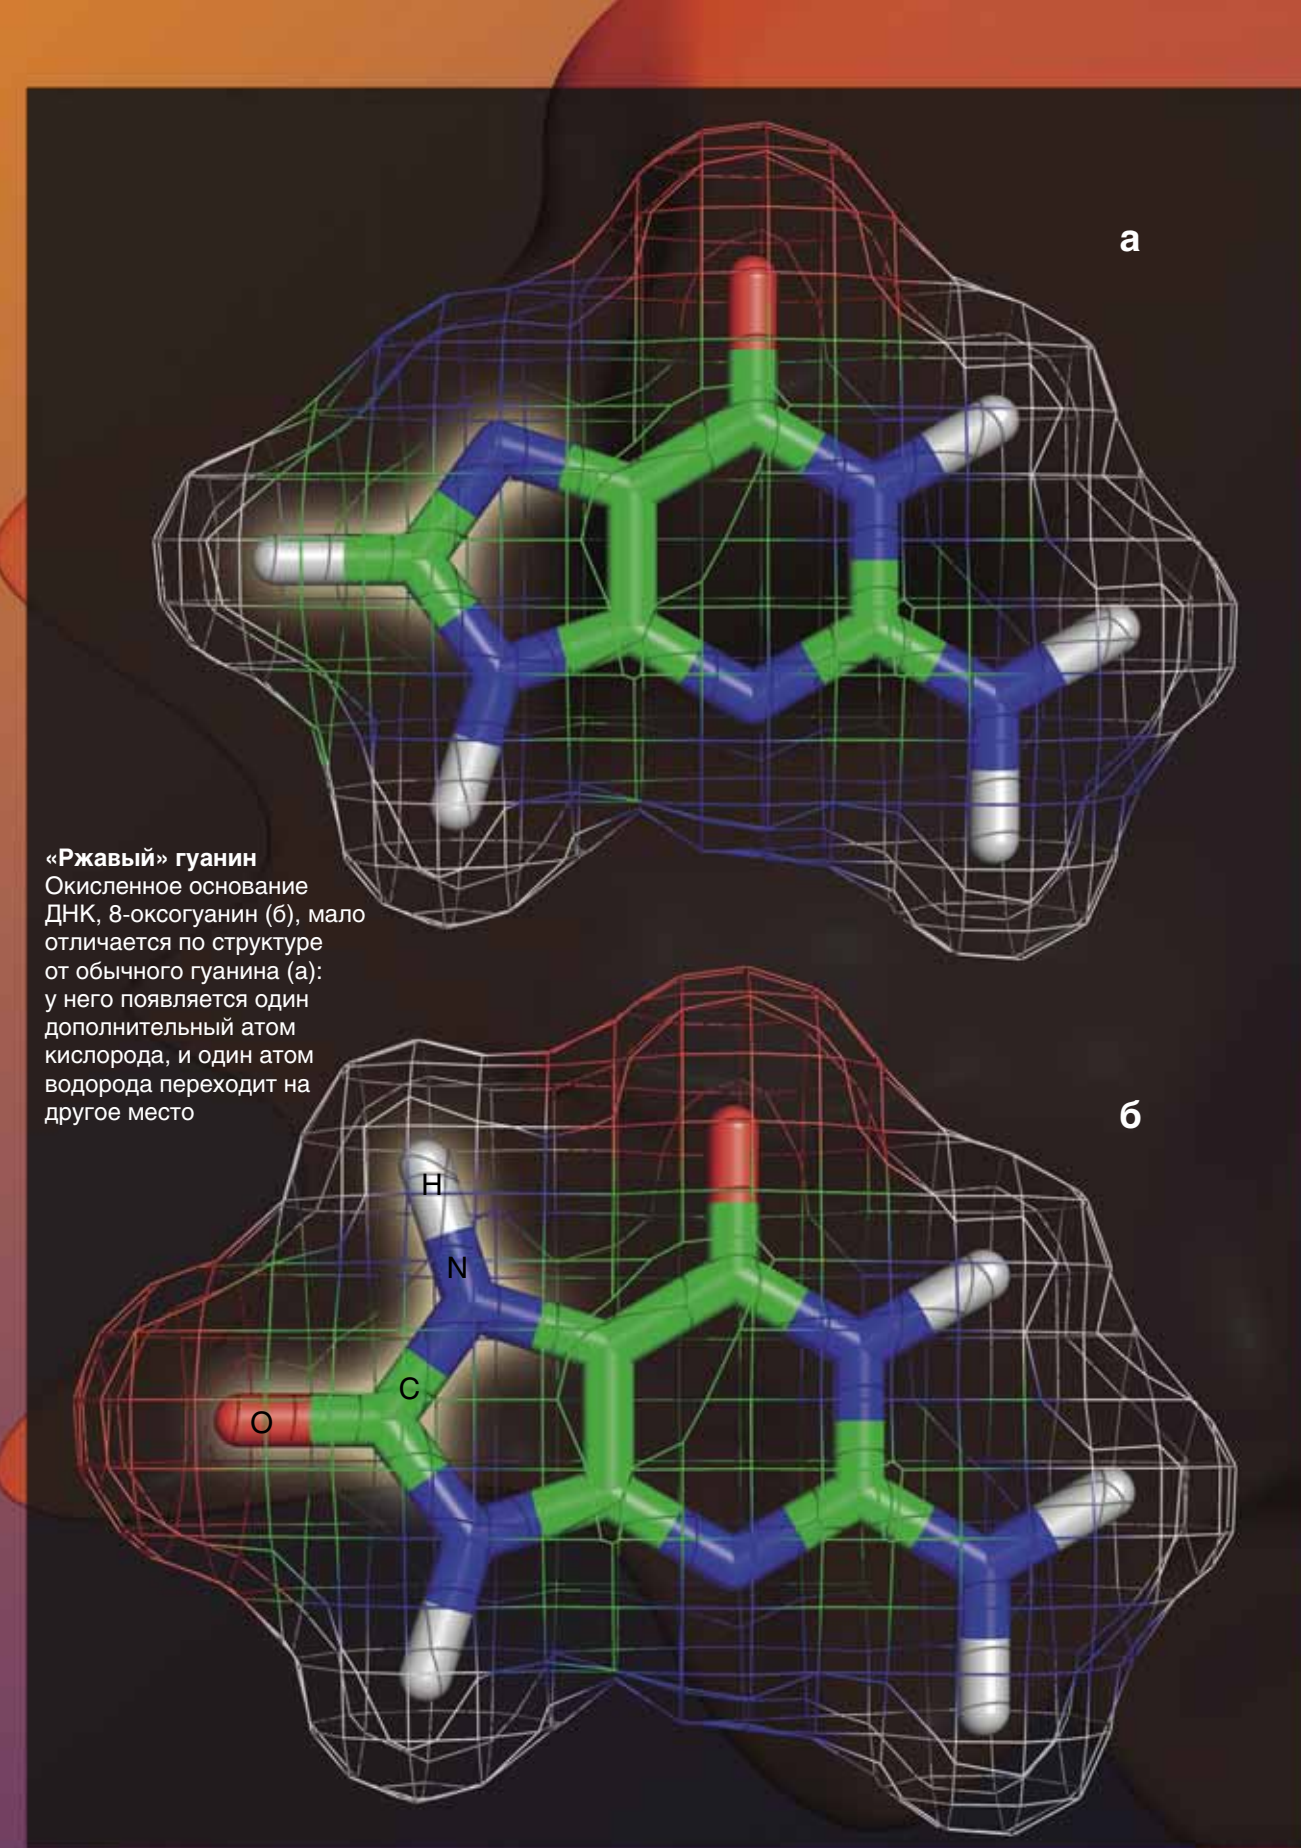 а
«Ржавый» гуанин
Окисленное основание
ДНК, 8-оксогуанин (б), мало
отличается по структуре
от обычного гуанина (а):
у него появляется один
дополнительный атом
кислорода, и один атом
водорода переходит на
другое место
б
H
N
C
O